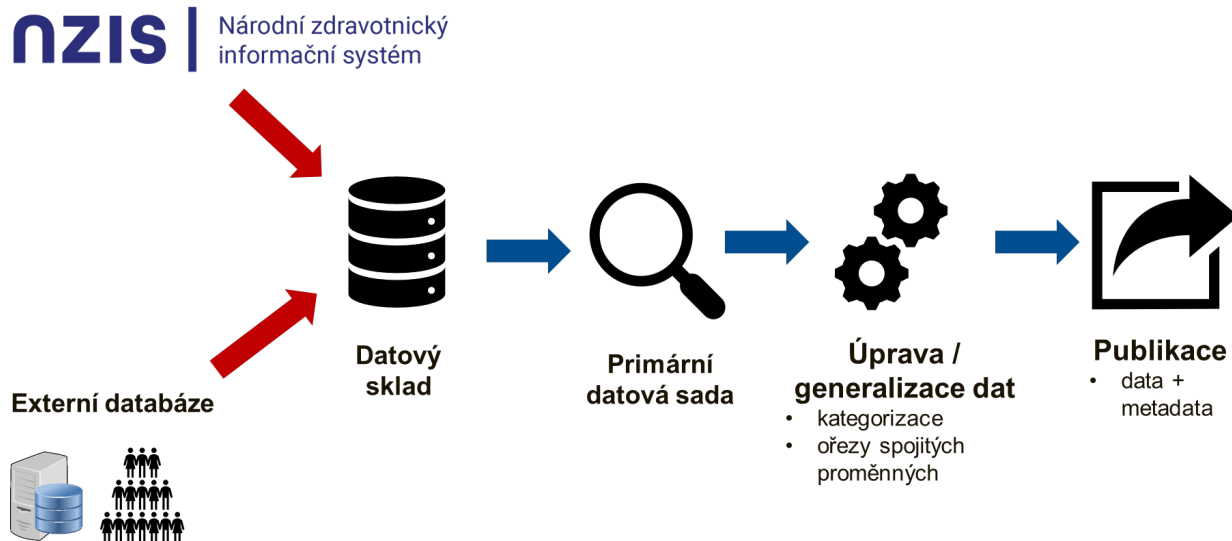 nzis
Národní zdravotnický
informační systém
Datový
sklad
Primární
datová sada
Úprava /
generalizace dat
• kategorizace
• ořezy spojitých
proměnných
Publikace
• data +
metadata
Externí databáze